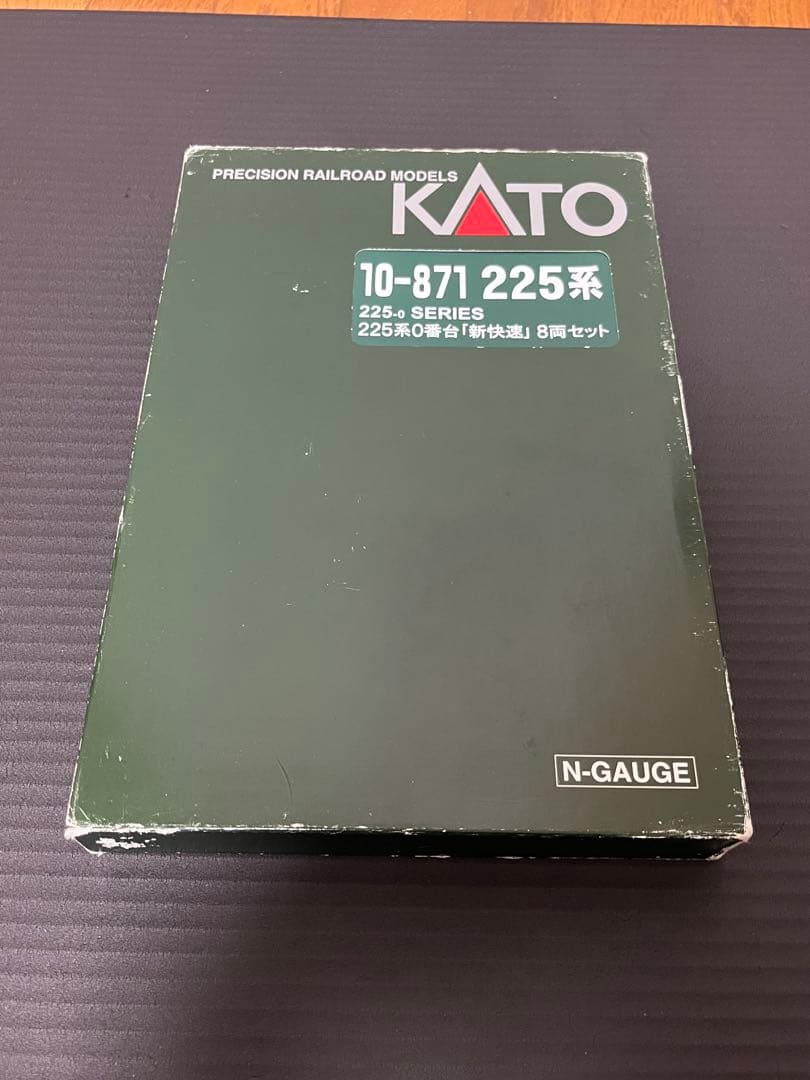 PRECISION RAILROAD MODELS
KATO
10-871 225系
225-0 SERIES
225系0番台「新快速」8両セット
N-GAUGE